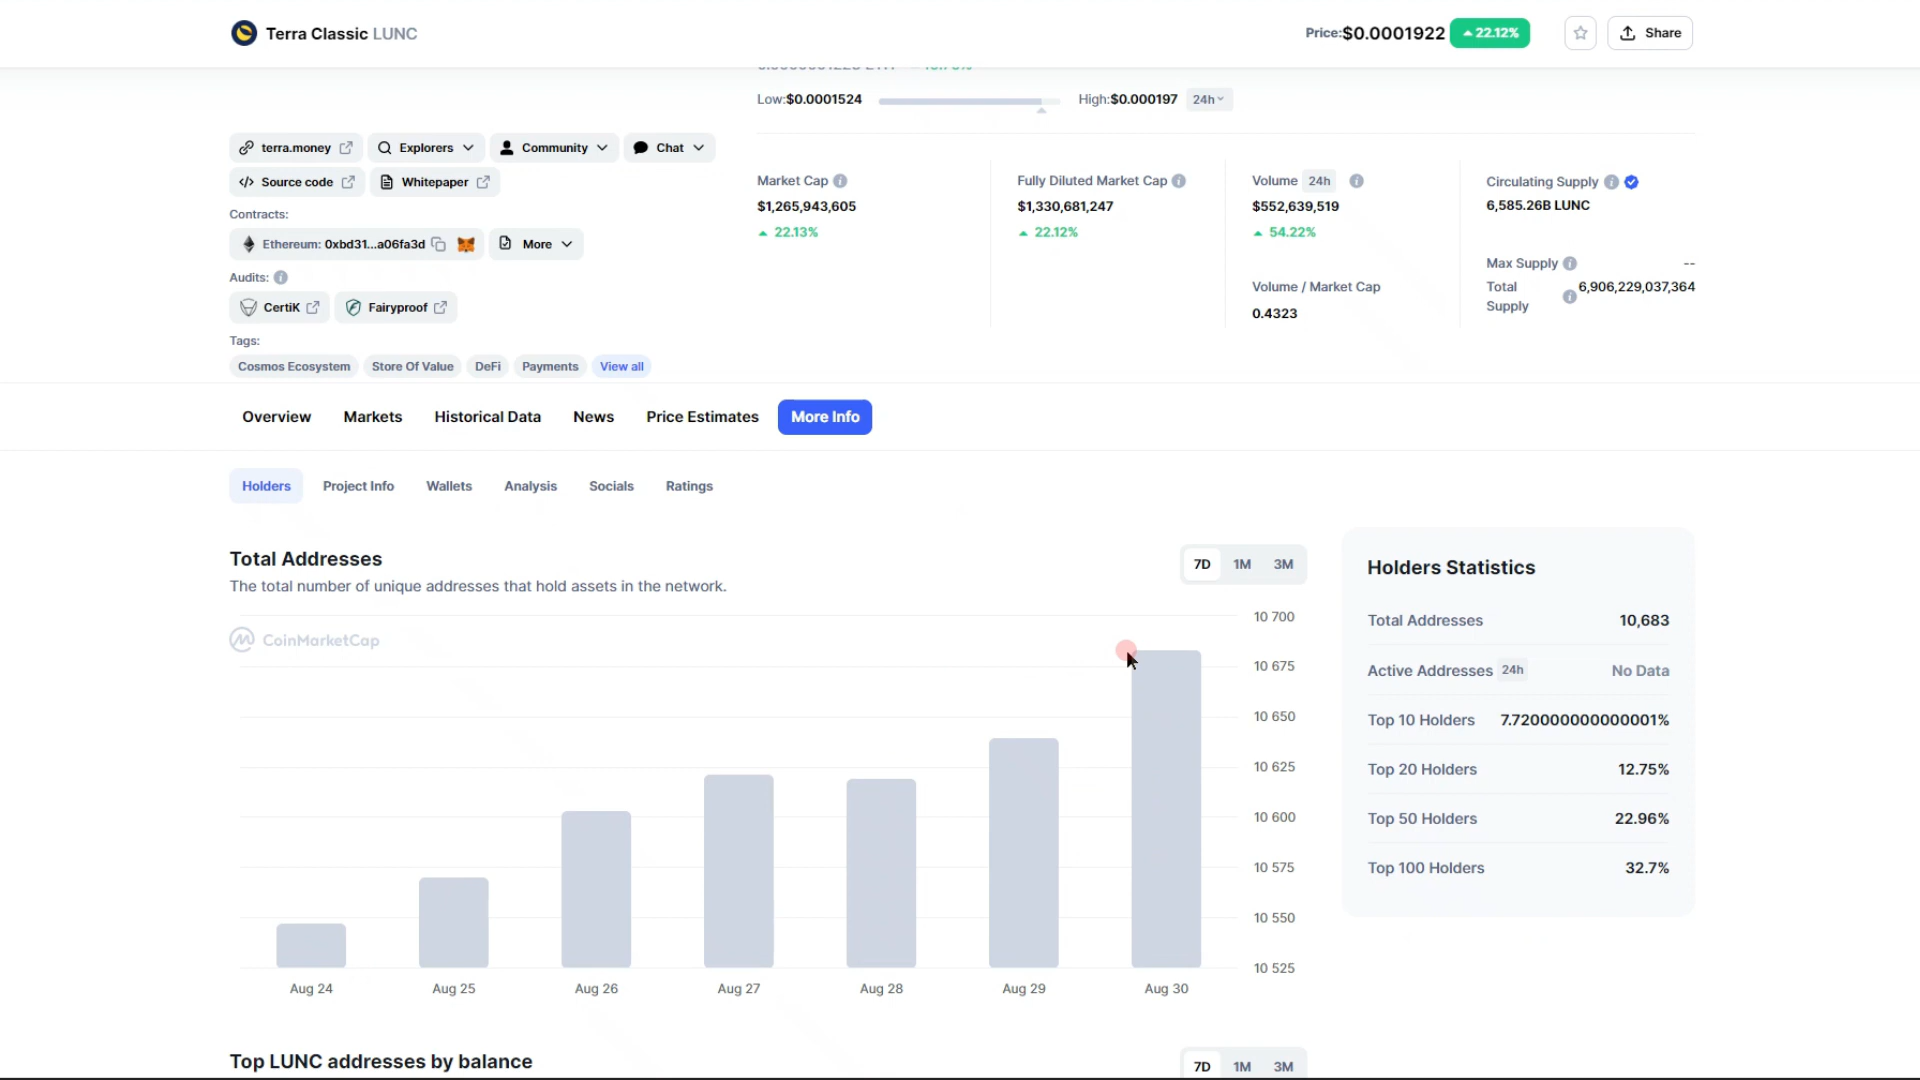 Terra Classic LUNC
Price:$0.0001922 22.12%
Share
Low:$0.0001524 High:$0.000197 24h
terra.money Explorers Community Chat
Source code Whitepaper
Contracts:
Ethereum: 0xbd31...a06fa3d More
Audits:
CertiK Fairyproof
Tags:
Cosmos Ecosystem Store Of Value DeFi Payments View all
Market Cap
$1,265,943,605
22.13%
Fully Diluted Market Cap
$1,330,681,247
22.12%
Volume 24h
$552,639,519
54.22%
Volume / Market Cap
0.4323
Circulating Supply
6,585.26B LUNC
Max Supply --
Total Supply 6,906,229,037,364
Overview Markets Historical Data News Price Estimates More Info
Holders Project Info Wallets Analysis Socials Ratings
Total Addresses
The total number of unique addresses that hold assets in the network.
7D 1M 3M
CoinMarketCap
10 700
10 675
10 650
10 625
10 600
10 575
10 550
10 525
Aug 24 Aug 25 Aug 26 Aug 27 Aug 28 Aug 29 Aug 30
Holders Statistics
Total Addresses 10,683
Active Addresses 24h No Data
Top 10 Holders 7.720000000000001%
Top 20 Holders 12.75%
Top 50 Holders 22.96%
Top 100 Holders 32.7%
Top LUNC addresses by balance
7D 1M 3M